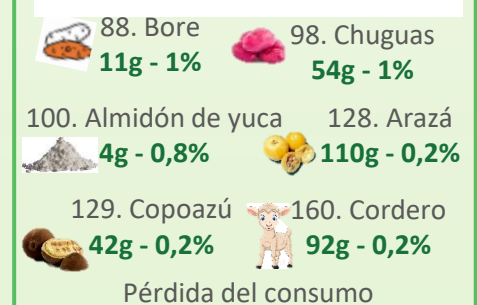 88. Bore 98. Chuguas
11g - 1% 54g - 1%
100. Almidón de yuca 128. Arazá
4g - 0,8% 110g - 0,2%
129. Copoazú 160. Cordero
42g - 0,2% 92g - 0,2%
Pérdida del consumo